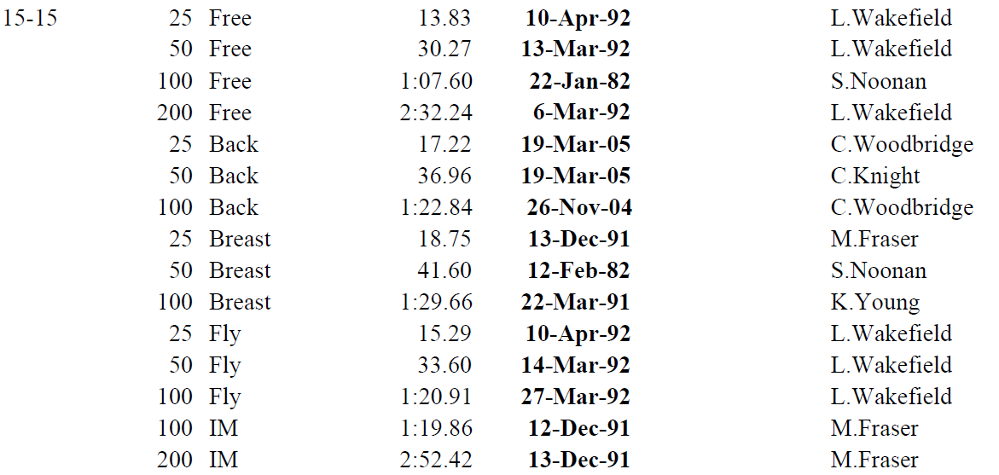 15-15 25 Free 13.83 10-Apr-92 L.Wakefield
50 Free 30.27 13-Mar-92 L.Wakefield
100 Free 1:07.60 22-Jan-82 S.Noonan
200 Free 2:32.24 6-Mar-92 L.Wakefield
25 Back 17.22 19-Mar-05 C.Woodbridge
50 Back 36.96 19-Mar-05 C.Knight
100 Back 1:22.84 26-Nov-04 C.Woodbridge
25 Breast 18.75 13-Dec-91 M.Fraser
50 Breast 41.60 12-Feb-82 S.Noonan
100 Breast 1:29.66 22-Mar-91 K.Young
25 Fly 15.29 10-Apr-92 L.Wakefield
50 Fly 33.60 14-Mar-92 L.Wakefield
100 Fly 1:20.91 27-Mar-92 L.Wakefield
100 IM 1:19.86 12-Dec-91 M.Fraser
200 IM 2:52.42 13-Dec-91 M.Fraser